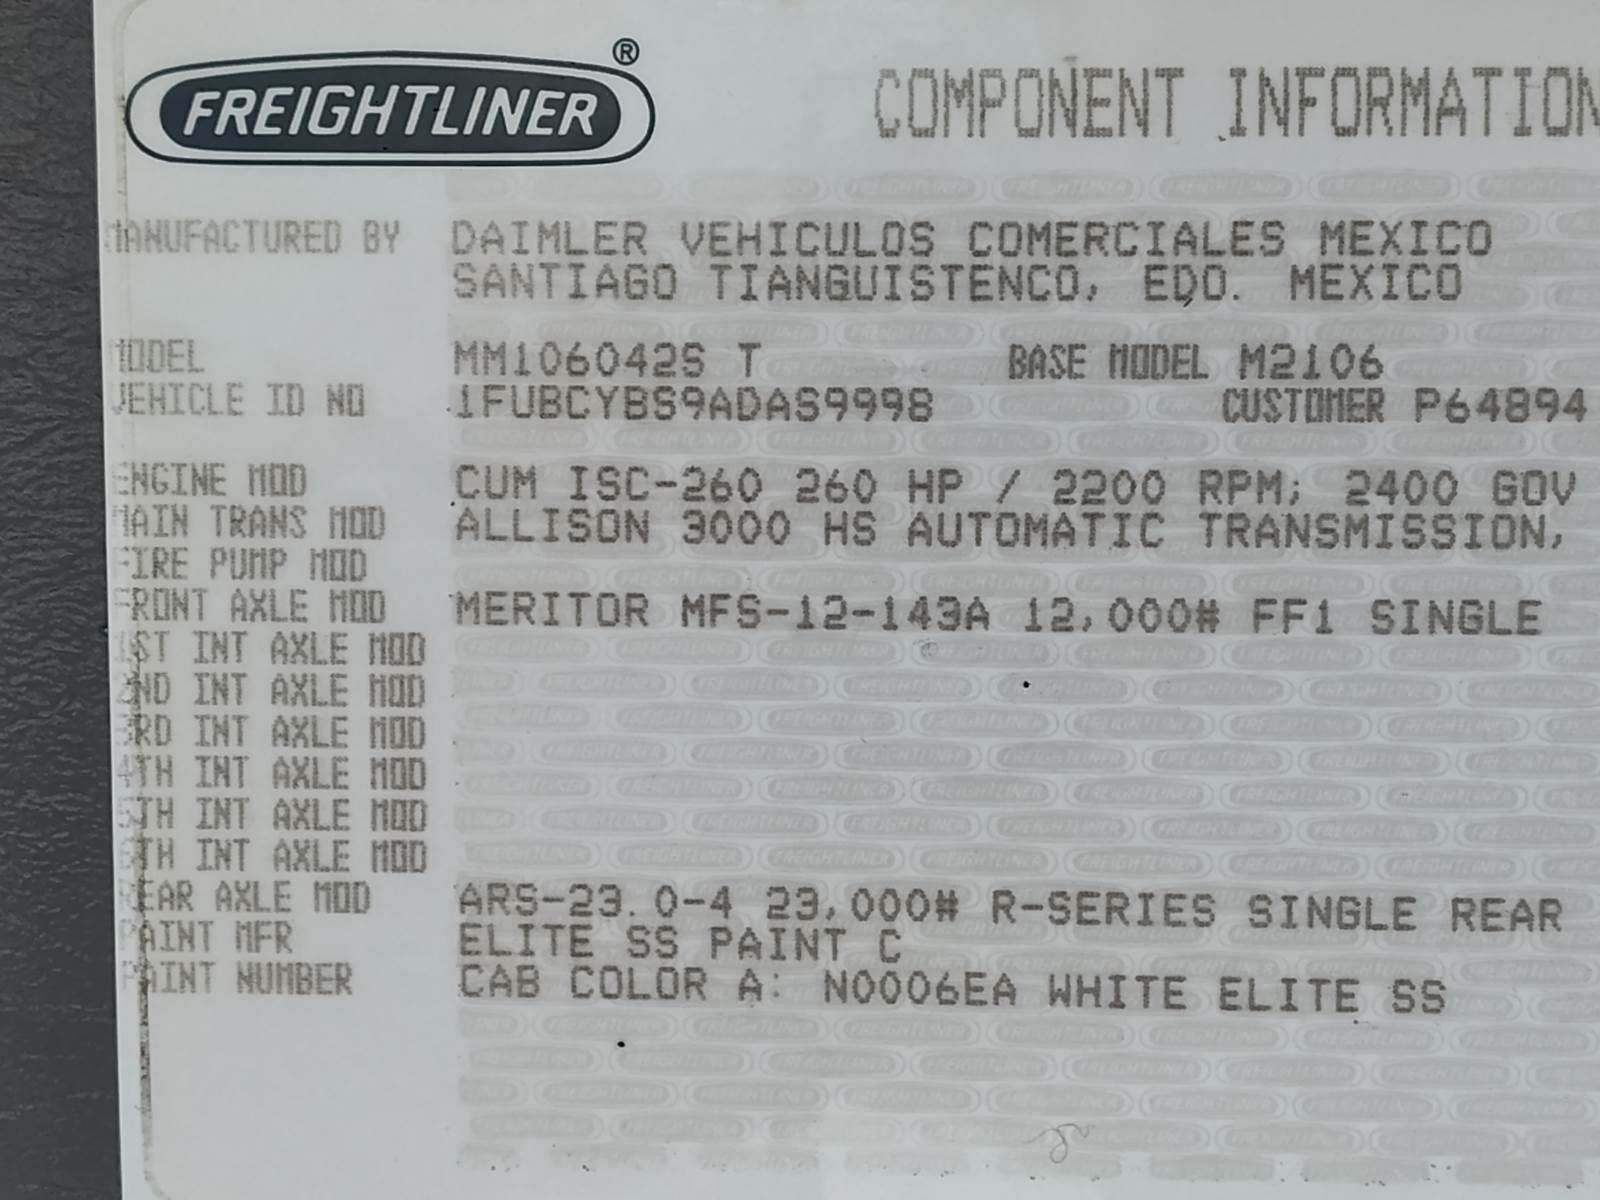 FREIGHTLINER ®
COMPONENT INFORMATION
MANUFACTURED BY DAIMLER VEHICULOS COMERCIALES MEXICO
SANTIAGO TIANGUISTENCO, EDO. MEXICO
MODEL MM106042S T BASE MODEL M2106
VEHICLE ID NO 1FUBCYBS9ADAS9998 CUSTOMER P64894
ENGINE MOD CUM ISC-260 260 HP / 2200 RPM; 2400 GOV
MAIN TRANS MOD ALLISON 3000 HS AUTOMATIC TRANSMISSION,
FIRE PUMP MOD
FRONT AXLE MOD MERITOR MFS-12-143A 12,000# FF1 SINGLE
1ST INT AXLE MOD
2ND INT AXLE MOD
3RD INT AXLE MOD
4TH INT AXLE MOD
5TH INT AXLE MOD
6TH INT AXLE MOD
REAR AXLE MOD ARS-23.0-4 23,000# R-SERIES SINGLE REAR
PAINT MFR ELITE SS PAINT C
PAINT NUMBER CAB COLOR A: N0006EA WHITE ELITE SS